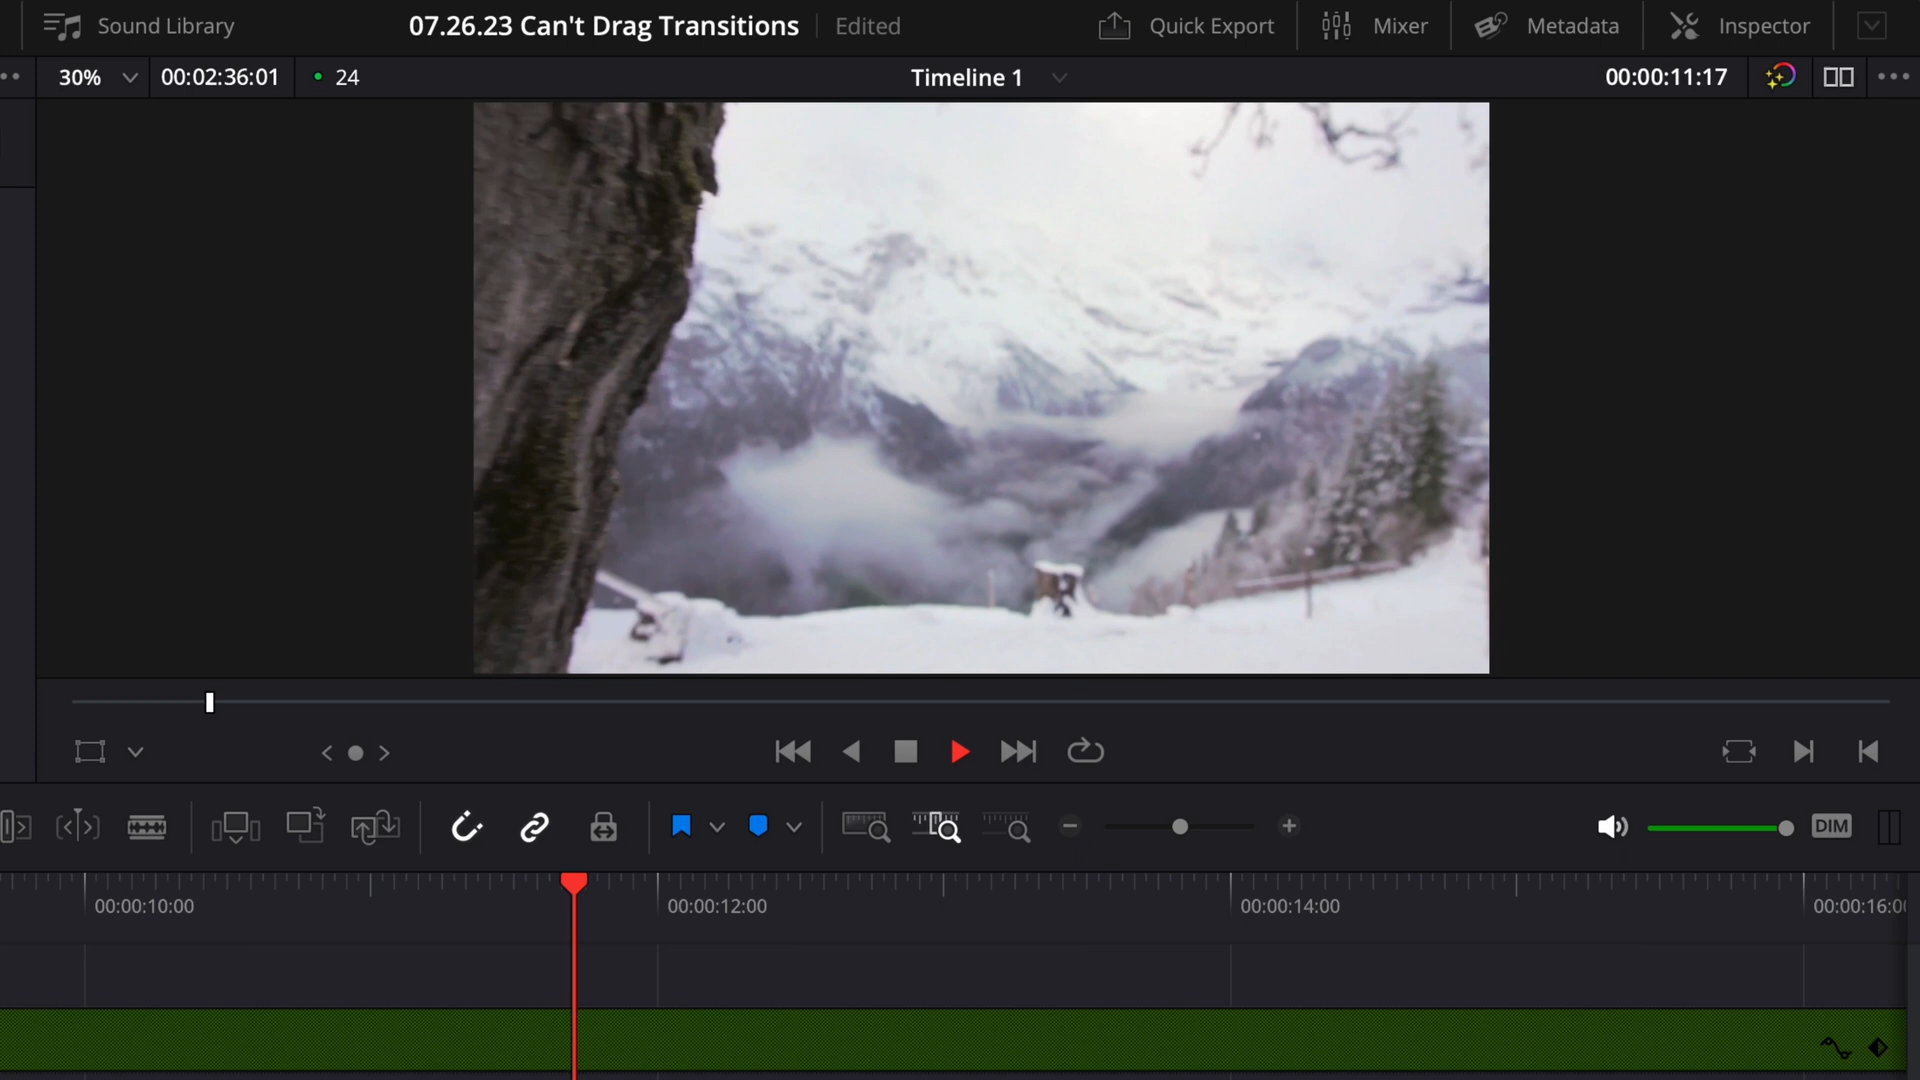 Sound Library
07.26.23 Can't Drag Transitions
Edited
Quick Export
Mixer
Metadata
Inspector
30%
00:02:36:01
24
Timeline 1
00:00:11:17
DIM
00:00:10:00
00:00:12:00
00:00:14:00
00:00:16:00